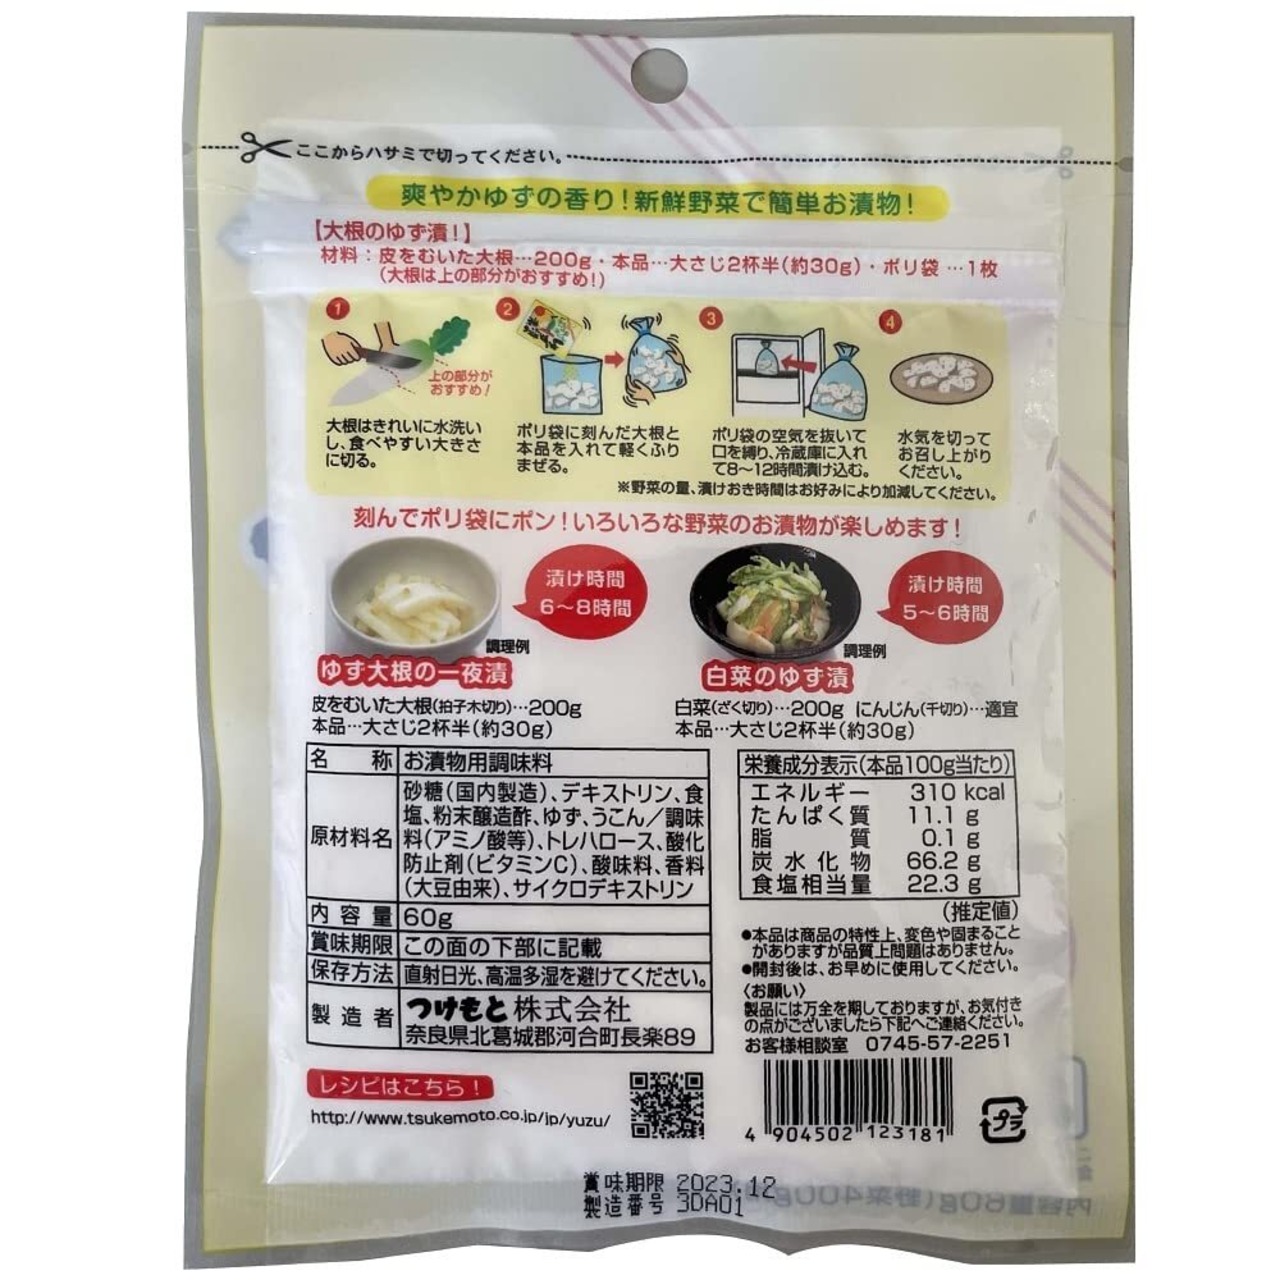 ここからハサミで切ってください。
爽やかゆずの香り！新鮮野菜で簡単お漬物！
【大根のゆず漬！】
材料：皮をむいた大根…200g・本品…大さじ2杯半(約30g)・ポリ袋…1枚
(大根は上の部分がおすすめ！)
1
2
3
4
上の部分が
おすすめ！
大根はきれいに水洗い
し、食べやすい大きさ
に切る。
ポリ袋に刻んだ大根と
本品を入れて軽くふり
まぜる。
ポリ袋の空気を抜いて
口を縛り、冷蔵庫に入れ
て8〜12時間漬け込む。
水気を切って
お召し上がり
ください。
※野菜の量、漬けおき時間はお好みにより加減してください。
刻んでポリ袋にポン！いろいろな野菜のお漬物が楽しめます！
漬け時間
6〜8時間
調理例
ゆず大根の一夜漬
皮をむいた大根(拍子木切り)…200g
本品…大さじ2杯半(約30g)
漬け時間
5〜6時間
調理例
白菜のゆず漬
白菜(ざく切り)…200g にんじん(千切り)…適宜
本品…大さじ2杯半(約30g)
名称 お漬物用調味料
原材料名 砂糖(国内製造)、デキストリン、食
塩、粉末醸造酢、ゆず、うこん／調味
料(アミノ酸等)、トレハロース、酸化
防止剤(ビタミンC)、酸味料、香料
(大豆由来)、サイクロデキストリン
内容量 60g
賞味期限 この面の下部に記載
保存方法 直射日光、高温多湿を避けてください。
製造者 つけもと株式会社
奈良県北葛城郡河合町長楽89
栄養成分表示(本品100g当たり)
エネルギー 310 kcal
たんぱく質 11.1 g
脂質 0.1 g
炭水化物 66.2 g
食塩相当量 22.3 g
(推定値)
●本品は商品の特性上、変色や固まること
がありますが品質上問題はありません。
●開封後は、お早めに使用してください。
〈お願い〉
製品には万全を期しておりますが、お気付き
の点がございましたら下記へご連絡ください。
お客様相談室 0745-57-2251
レシピはこちら！
http://www.tsukemoto.co.jp/jp/yuzu/
4 904502 123181
プラ
賞味期限 2023.12
製造番号 3DA01